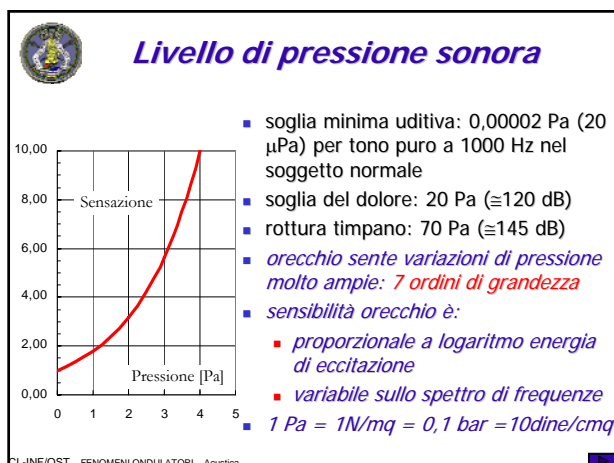 Livello di pressione sonora
soglia minima uditiva: 0,00002 Pa (20
μPa) per tono puro a 1000 Hz nel
soggetto normale
soglia del dolore: 20 Pa (≅120 dB)
rottura timpano: 70 Pa (≅145 dB)
orecchio sente variazioni di pressione
molto ampie: 7 ordini di grandezza
sensibilità orecchio è:
proporzionale a logaritmo energia
di eccitazione
variabile sullo spettro di frequenze
1 Pa = 1N/mq = 0,1 bar =10dine/cmq
10,00
8,00
6,00
4,00
2,00
0,00
Sensazione
Pressione [Pa]
0 1 2 3 4 5
CL-INF/OST FENOMENI ONDULATORI Acustica